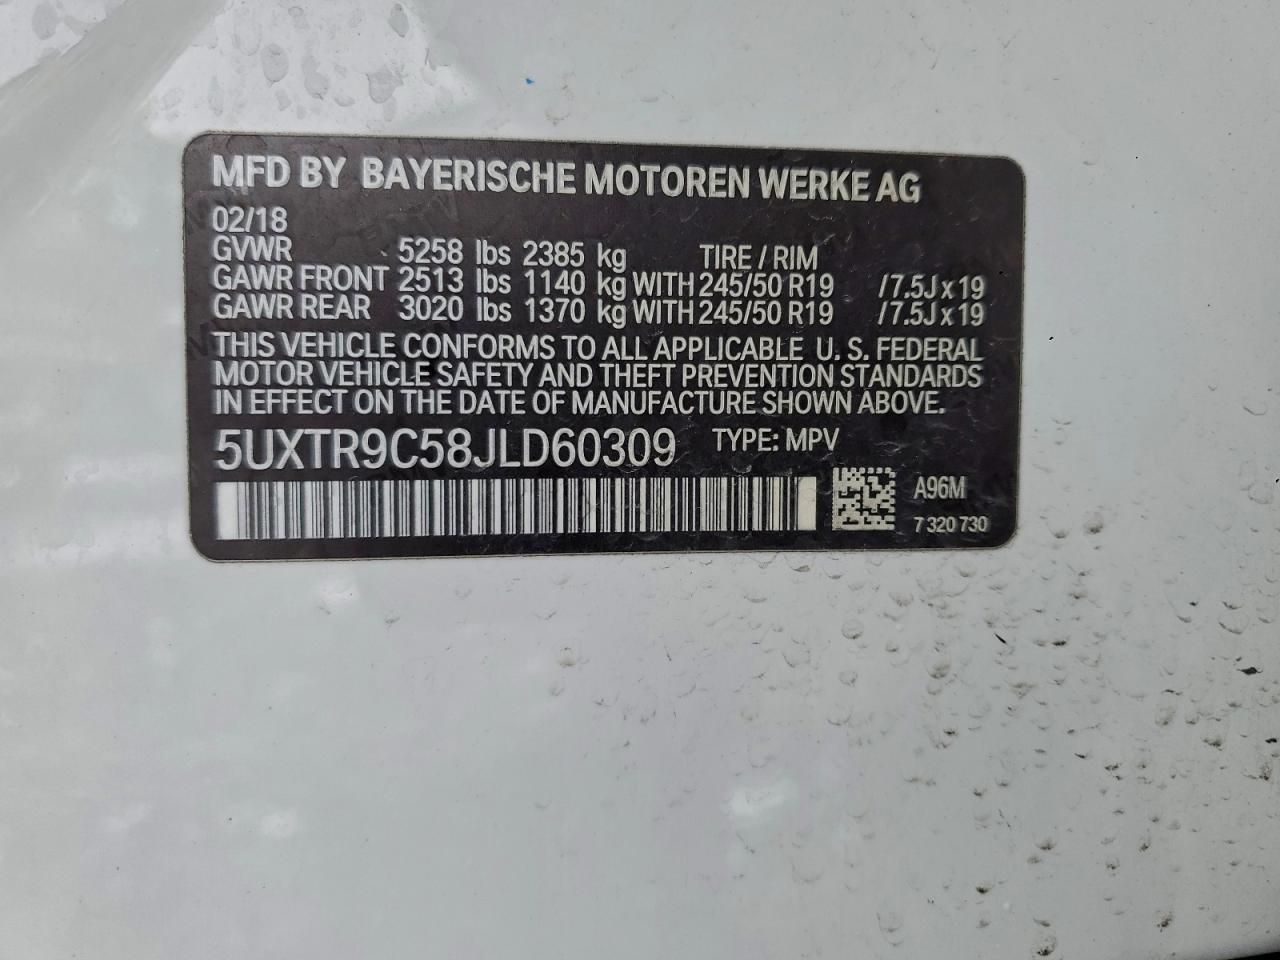 MFD BY BAYERISCHE MOTOREN WERKE AG
02/18
GVWR 5258 lbs 2385 kg TIRE / RIM
GAWR FRONT 2513 lbs 1140 kg WITH 245/50 R19 /7.5J x 19
GAWR REAR 3020 lbs 1370 kg WITH 245/50 R19 /7.5J x 19
THIS VEHICLE CONFORMS TO ALL APPLICABLE U. S. FEDERAL
MOTOR VEHICLE SAFETY AND THEFT PREVENTION STANDARDS
IN EFFECT ON THE DATE OF MANUFACTURE SHOWN ABOVE.
5UXTR9C58JLD60309 TYPE: MPV
A96M
7 320 730